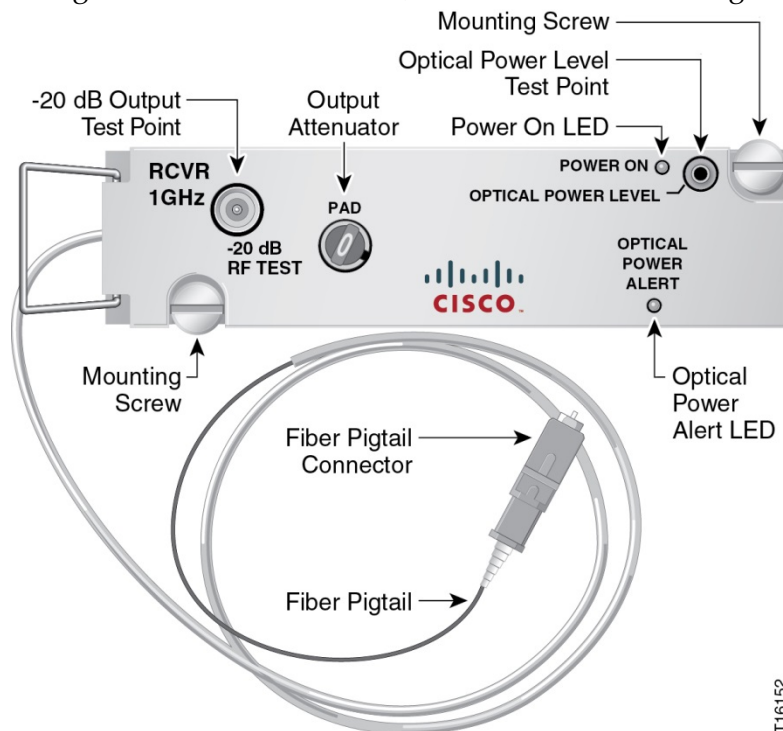 Mounting Screw
Optical Power Level
Test Point
-20 dB Output
Test Point
Output
Attenuator
Power On LED
RCVR
1GHz
POWER ON
OPTICAL POWER LEVEL
PAD
0
-20 dB
RF TEST
OPTICAL
POWER
ALERT
CISCO
Mounting
Screw
Optical
Power
Alert LED
Fiber Pigtail
Connector
Fiber Pigtail
T16152